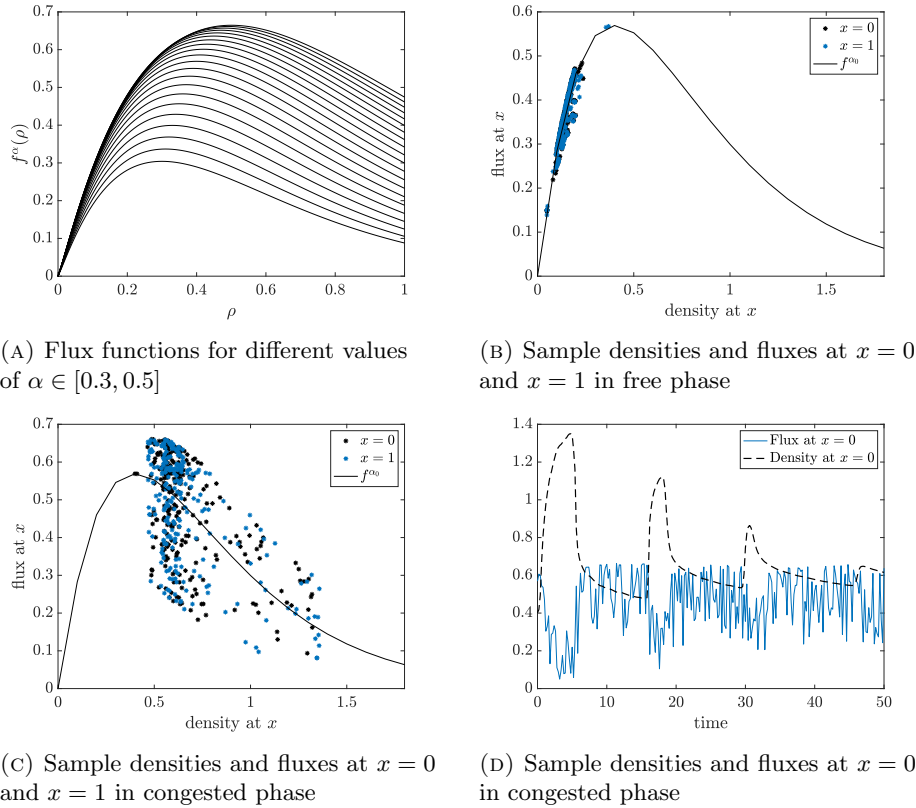 0.7
0.6
0.5
0.4
0.3
0.2
0.1
0
f^α(ρ)
0 0.2 0.4 0.6 0.8 1
ρ
(A) Flux functions for different values
of α ∈ [0.3, 0.5]
0.6
0.5
0.4
0.3
0.2
0.1
0
flux at x
x = 0
x = 1
f^{α_0}
0 0.5 1 1.5
density at x
(B) Sample densities and fluxes at x = 0
and x = 1 in free phase
0.7
0.6
0.5
0.4
0.3
0.2
0.1
0
flux at x
x = 0
x = 1
f^{α_0}
0 0.5 1 1.5
density at x
(C) Sample densities and fluxes at x = 0
and x = 1 in congested phase
1.4
1.2
1
0.8
0.6
0.4
0.2
0
Flux at x = 0
Density at x = 0
0 10 20 30 40 50
time
(D) Sample densities and fluxes at x = 0
in congested phase